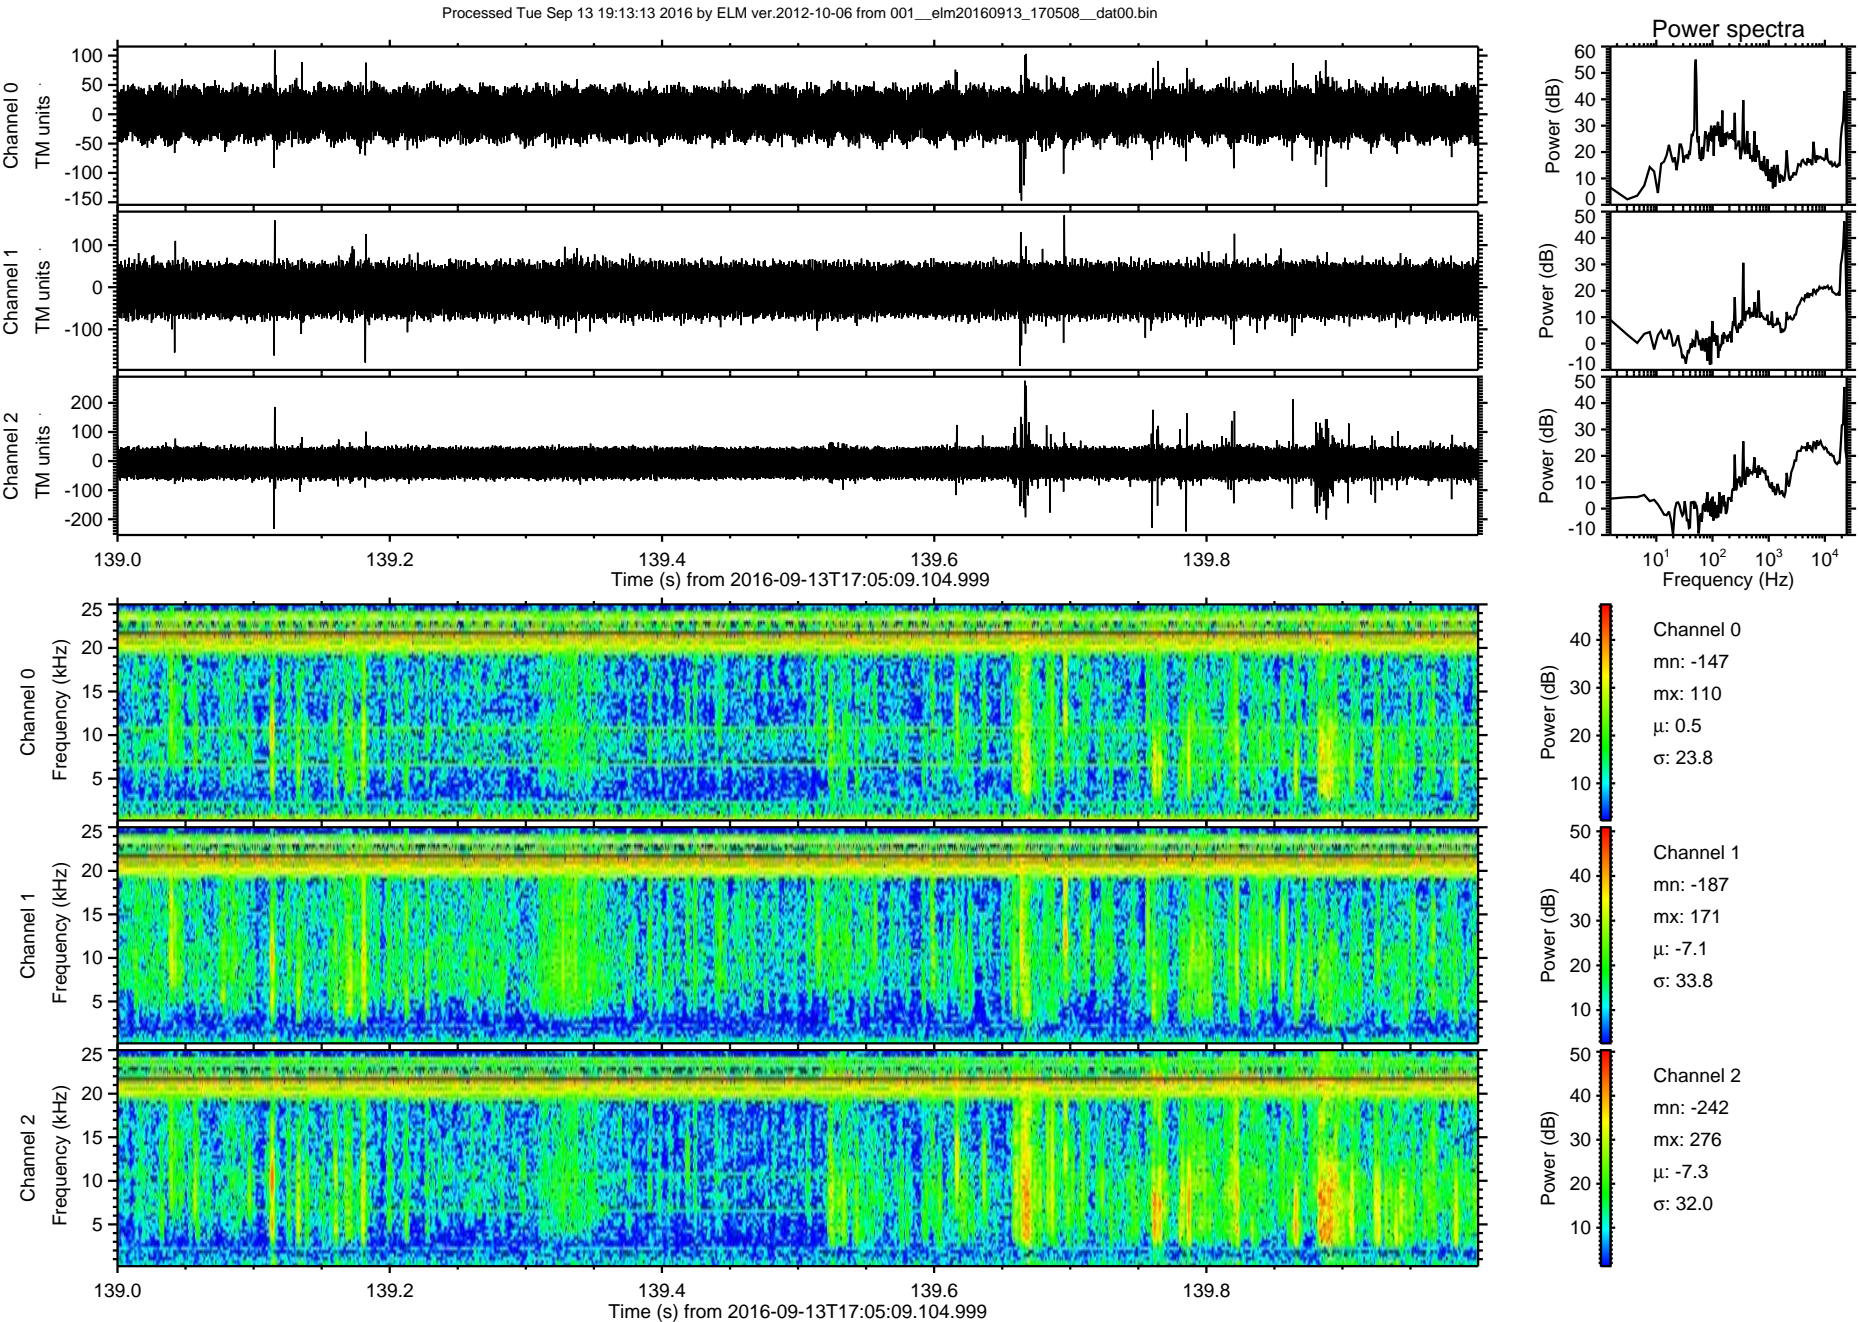 Processed Tue Sep 13 19:13:13 2016 by ELM ver.2012-10-06 from 001__elm20160913_170508__dat00.bin
Power spectra
Channel 0
TM units
100
50
0
-50
-100
-150
Power (dB)
60
50
40
30
20
10
0
Channel 1
TM units
100
0
-100
Power (dB)
50
40
30
20
10
0
-10
Channel 2
TM units
200
100
0
-100
-200
Power (dB)
50
40
30
20
10
0
-10
139.0 139.2 139.4 139.6 139.8
Time (s) from 2016-09-13T17:05:09.104.999
10¹ 10² 10³ 10⁴
Frequency (Hz)
Channel 0
Frequency (kHz)
25
20
15
10
5
Power (dB)
40
30
20
10
Channel 0
mn: -147
mx: 110
μ: 0.5
σ: 23.8
Channel 1
Frequency (kHz)
25
20
15
10
5
Power (dB)
50
40
30
20
10
Channel 1
mn: -187
mx: 171
μ: -7.1
σ: 33.8
Channel 2
Frequency (kHz)
25
20
15
10
5
Power (dB)
50
40
30
20
10
Channel 2
mn: -242
mx: 276
μ: -7.3
σ: 32.0
139.0 139.2 139.4 139.6 139.8
Time (s) from 2016-09-13T17:05:09.104.999